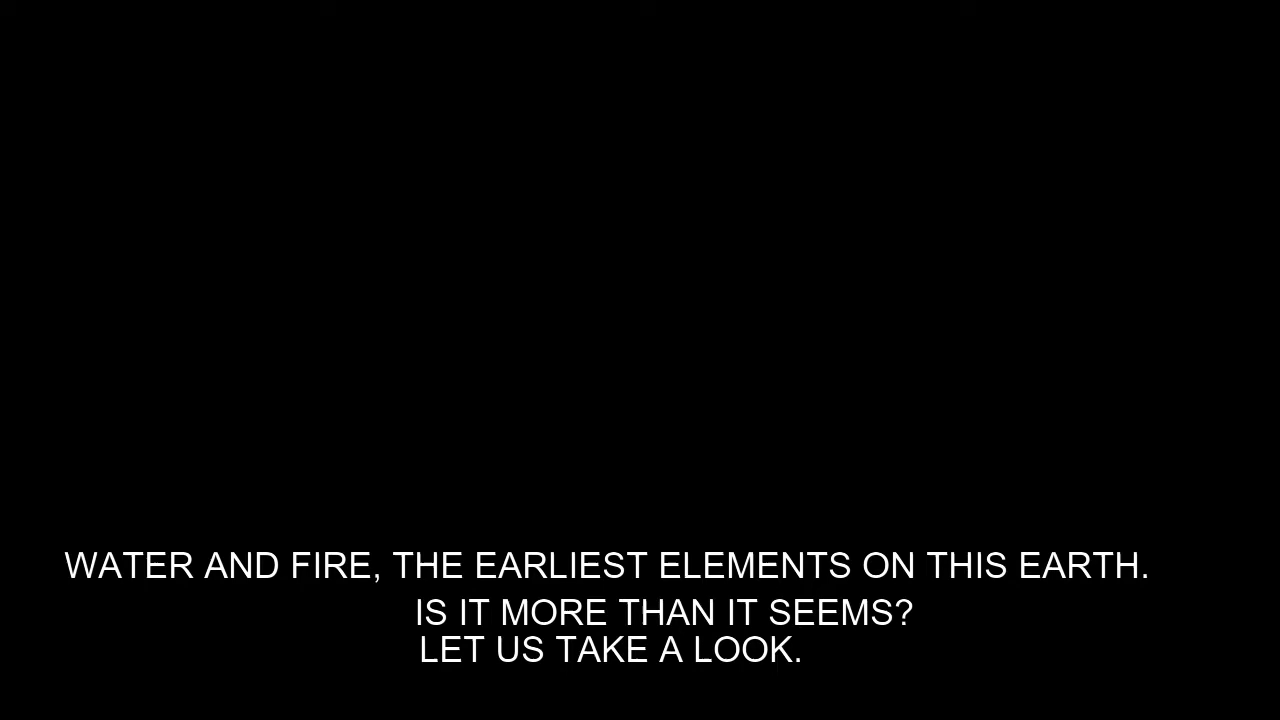 WATER AND FIRE, THE EARLIEST ELEMENTS ON THIS EARTH.
IS IT MORE THAN IT SEEMS?
LET US TAKE A LOOK.